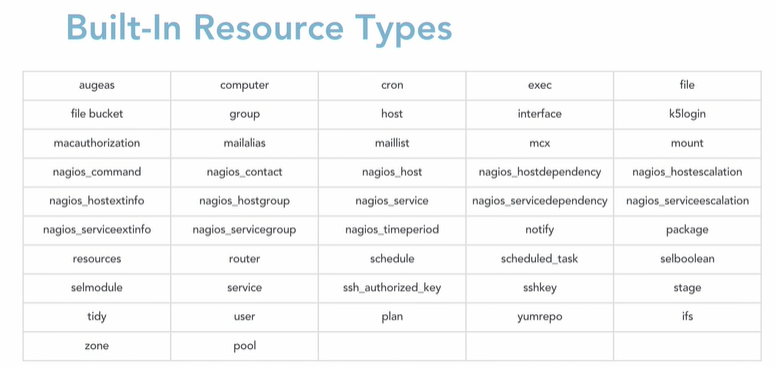 Built-In Resource Types
augeas computer cron exec file
file bucket group host interface k5login
macauthorization mailalias maillist mcx mount
nagios_command nagios_contact nagios_host nagios_hostdependency nagios_hostescalation
nagios_hostextinfo nagios_hostgroup nagios_service nagios_servicedependency nagios_serviceescalation
nagios_serviceextinfo nagios_servicegroup nagios_timeperiod notify package
resources router schedule scheduled_task selboolean
selmodule service ssh_authorized_key sshkey stage
tidy user plan yumrepo ifs
zone pool